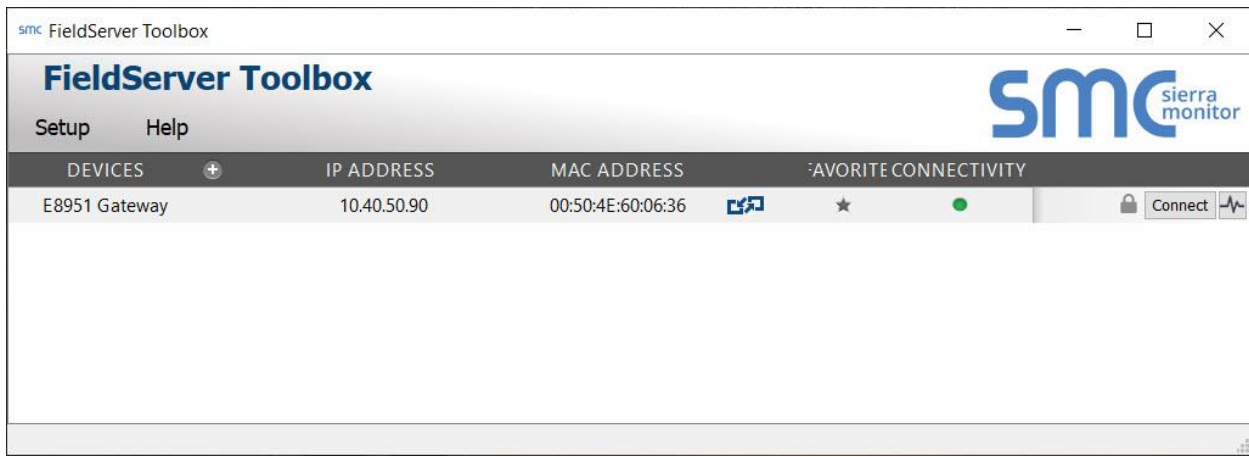 smc FieldServer Toolbox
FieldServer Toolbox
smc sierra monitor
Setup Help
DEVICES IP ADDRESS MAC ADDRESS FAVORITE CONNECTIVITY
E8951 Gateway 10.40.50.90 00:50:4E:60:06:36 Connect